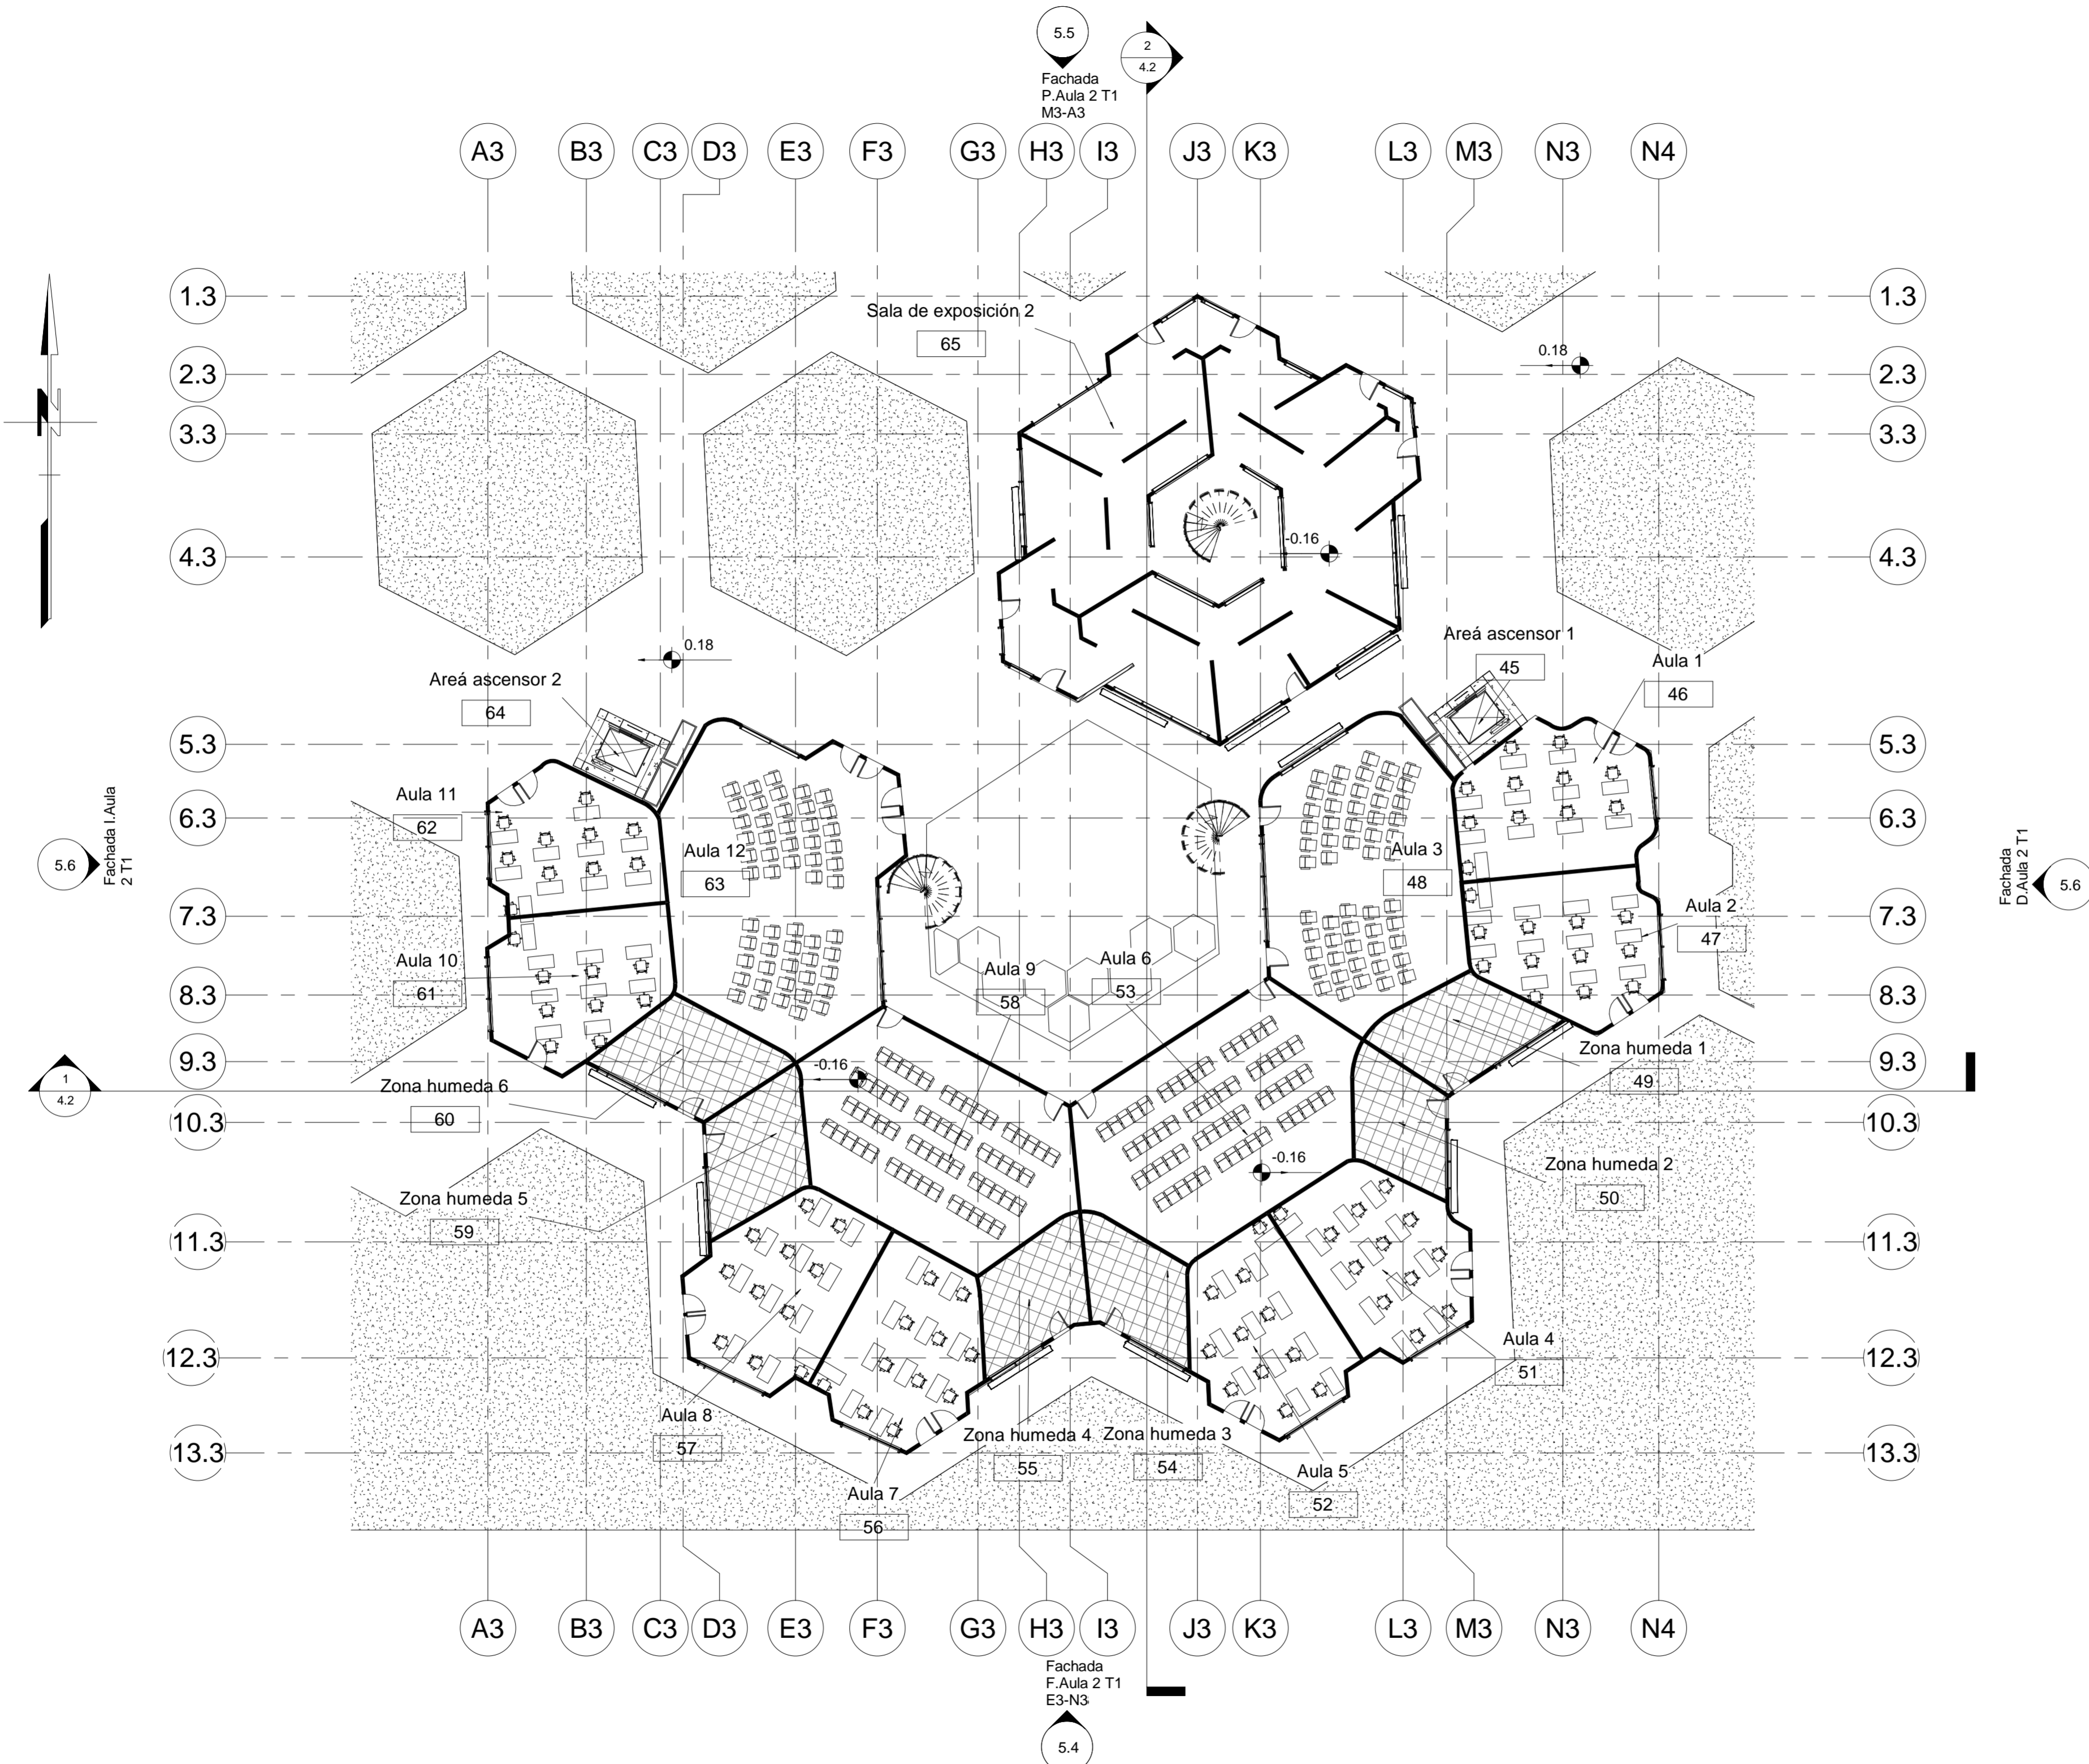 5.5
2
4.2
Fachada
P.Aula 2 T1
M3-A3
A3 B3 C3 D3 E3 F3 G3 H3 I3 J3 K3 L3 M3 N3 N4
1.3 1.3
Sala de exposición 2
65
0.18
2.3 2.3
N
3.3 3.3
-0.16
4.3 4.3
0.18
Areá ascensor 1
45
Aula 1
46
Areá ascensor 2
64
5.3 5.3
Aula 11
62
6.3 6.3
Aula 12
63
Aula 3
48
5.6
Fachada I.Aula
2 T1
Fachada
D.Aula 2 T1
5.6
Aula 2
47
7.3 7.3
Aula 10
61
Aula 9
58
Aula 6
53
8.3 8.3
Zona humeda 1
49
9.3 9.3
-0.16
1
4.2
Zona humeda 6
60
10.3 10.3
-0.16
Zona humeda 2
50
Zona humeda 5
59
11.3 11.3
Aula 4
51
12.3 12.3
Aula 8
57
Zona humeda 4
55
Zona humeda 3
54
13.3 13.3
Aula 5
52
Aula 7
56
A3 B3 C3 D3 E3 F3 G3 H3 I3 J3 K3 L3 M3 N3 N4
Fachada
F.Aula 2 T1
E3-N3
5.4